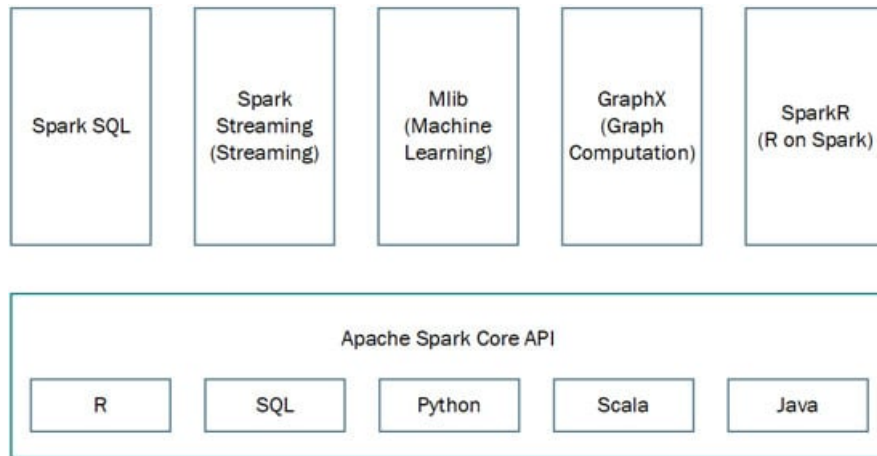 Spark SQL
Spark
Streaming
(Streaming)
Mlib
(Machine
Learning)
GraphX
(Graph
Computation)
SparkR
(R on Spark)
Apache Spark Core API
R
SQL
Python
Scala
Java